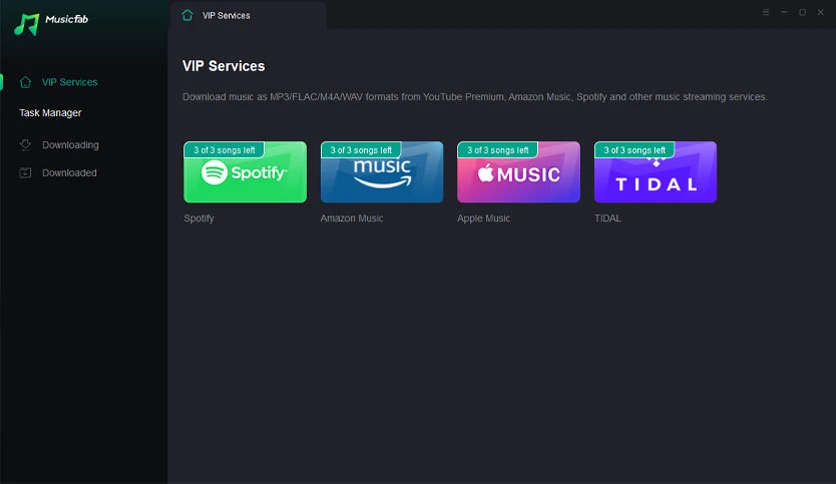 Musicfab
VIP Services
VIP Services
Task Manager
Downloading
Downloaded
VIP Services
Download music as MP3/FLAC/M4A/WAV formats from YouTube Premium, Amazon Music, Spotify and other music streaming services.
3 of 3 songs left
Spotify
Spotify
3 of 3 songs left
music
Amazon Music
3 of 3 songs left
MUSIC
Apple Music
3 of 3 songs left
TIDAL
TIDAL